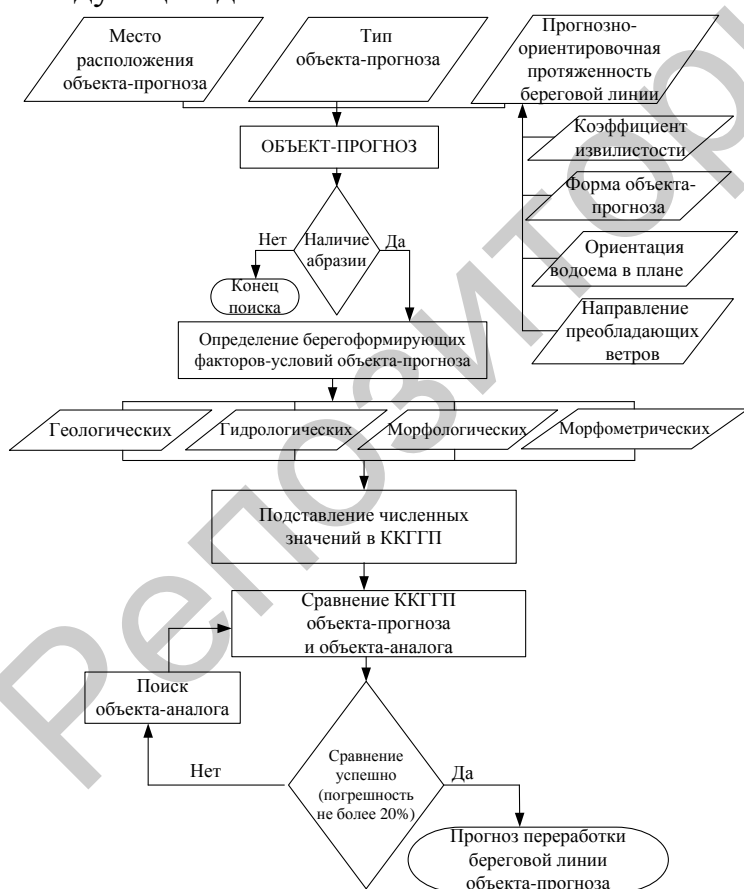 Место
расположения
объекта-прогноза
Тип
объекта-прогноза
Прогнозно-
ориентировочная
протяженность
береговой линии
Коэффициент
извилистости
Форма объекта-
прогноза
Ориентация
водоема в плане
Направление
преобладающих
ветров
ОБЪЕКТ-ПРОГНОЗ
Нет
Наличие
абразии
Да
Конец
поиска
Определение берегоформирующих
факторов-условий объекта-прогноза
Геологических
Гидрологических
Морфологических
Морфометрических
Подставление численных
значений в ККГГП
Сравнение ККГГП
объекта-прогноза
и объекта-аналога
Поиск
объекта-аналога
Нет
Сравнение
успешно
(погрешность
не более 20%)
Да
Прогноз переработки
береговой линии
объекта-прогноза